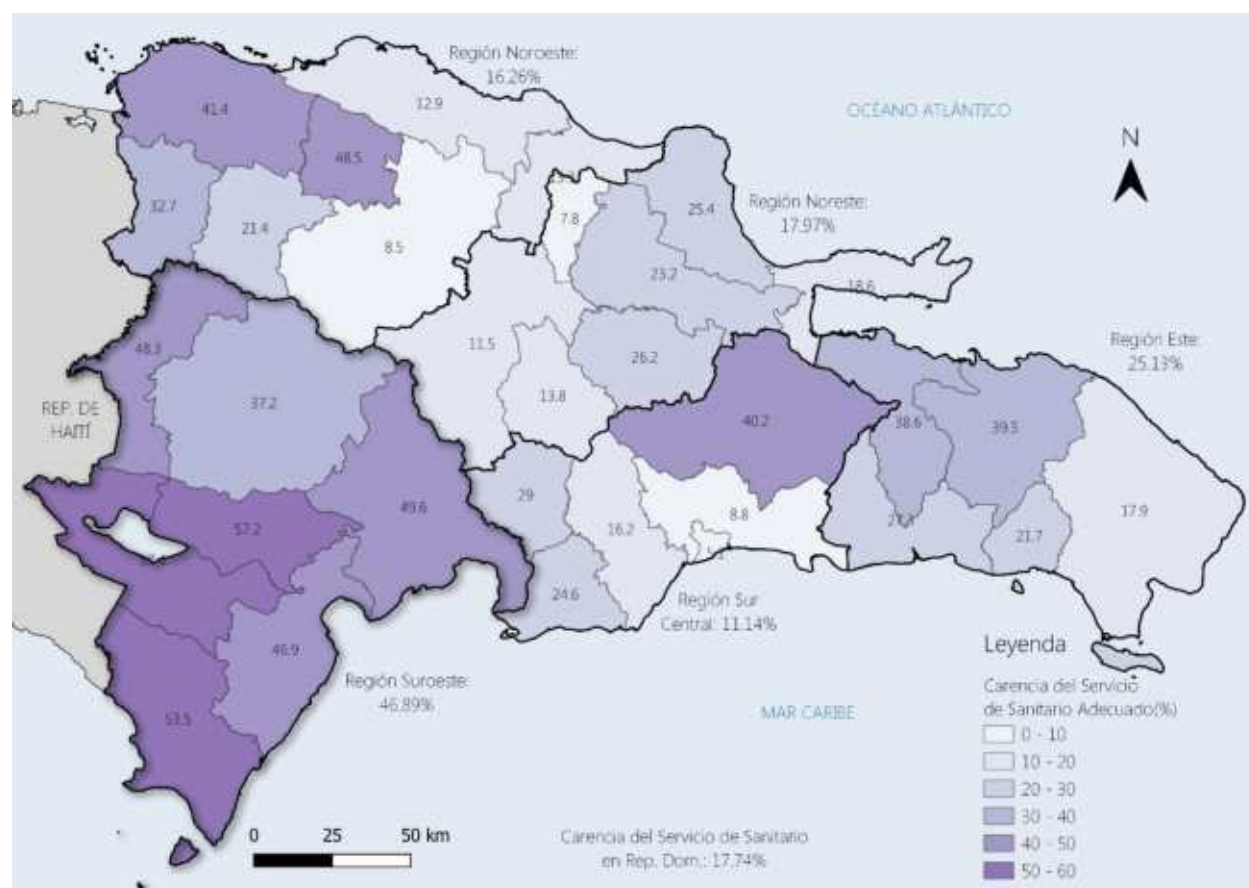 Región Noroeste:
16.26%
41.4
12.9
OCÉANO ATLÁNTICO
N
48.5
32.7
21.4
8.5
7.8
25.4
Región Noreste:
17.97%
23.2
18.6
48.3
11.5
26.2
Región Este:
25.13%
REP. DE
HAITÍ
37.2
13.8
40.2
38.6
39.5
49.6
29
16.2
8.8
17.9
57.2
21.7
24.6
Región Sur
Central: 11.14%
46.9
Región Suroeste:
46.89%
53.5
MAR CARIBE
Leyenda
Carencia del Servicio
de Sanitario Adecuado(%)
0 - 10
10 - 20
20 - 30
30 - 40
40 - 50
50 - 60
0 25 50 km
Carencia del Servicio de Sanitario
en Rep. Dom.: 17.74%